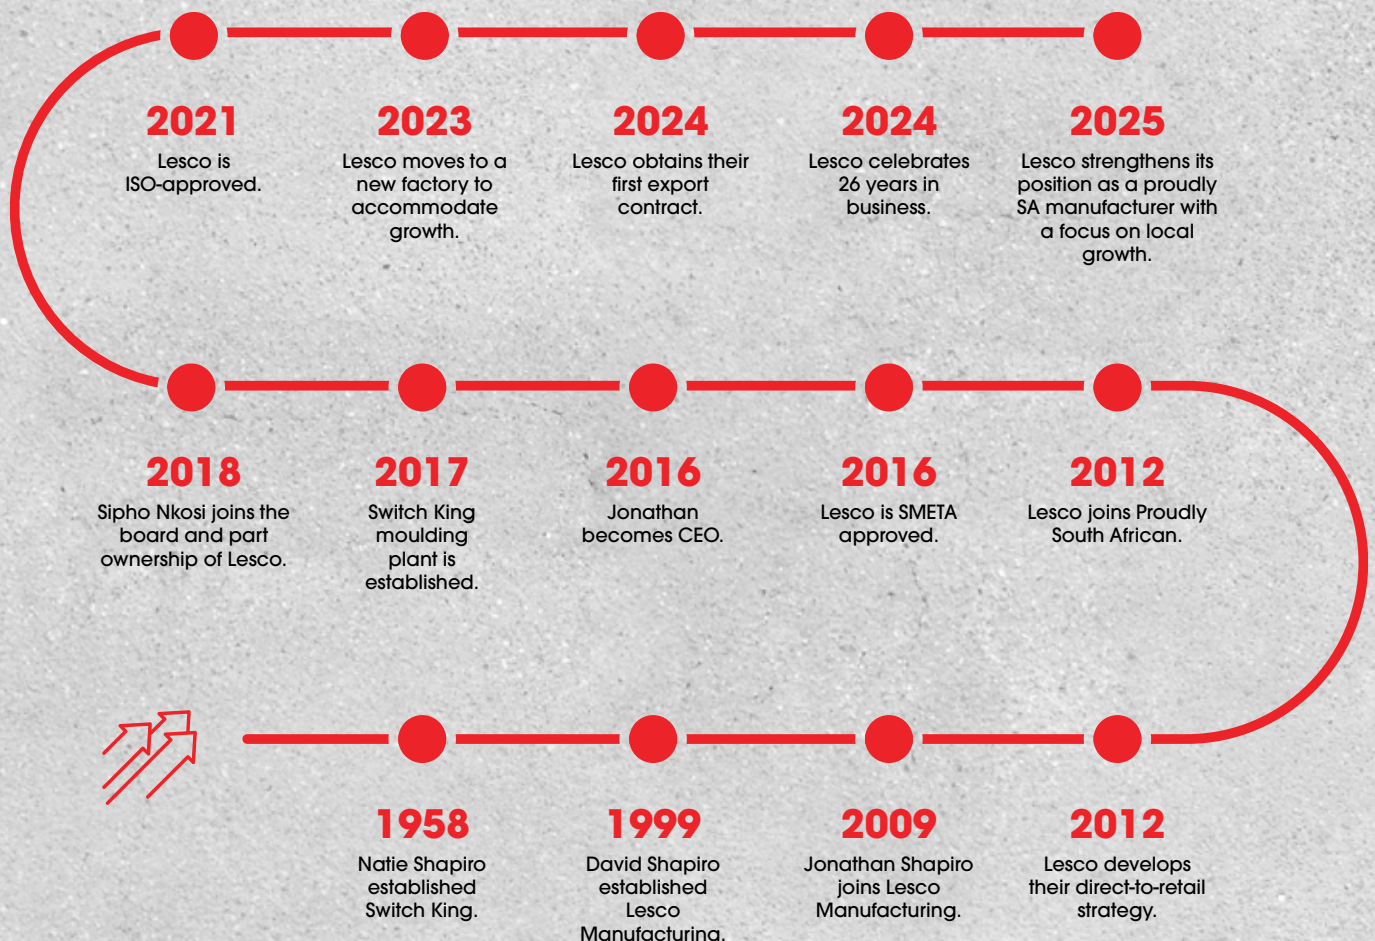 2021
Lesco is
ISO-approved.
2023
Lesco moves to a
new factory to
accommodate
growth.
2024
Lesco obtains their
first export
contract.
2024
Lesco celebrates
26 years in
business.
2025
Lesco strengthens its
position as a proudly
SA manufacturer with
a focus on local
growth.
2018
Sipho Nkosi joins the
board and part
ownership of Lesco.
2017
Switch King
moulding
plant is
established.
2016
Jonathan
becomes CEO.
2016
Lesco is SMETA
approved.
2012
Lesco joins Proudly
South African.
1958
Natie Shapiro
established
Switch King.
1999
David Shapiro
established
Lesco
Manufacturing.
2009
Jonathan Shapiro
joins Lesco
Manufacturing.
2012
Lesco develops
their direct-to-retail
strategy.